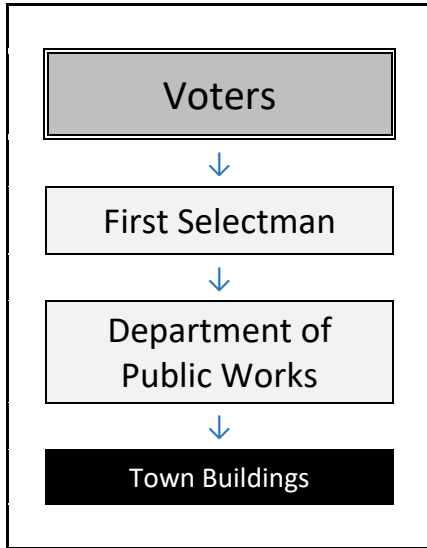 Voters
↓
First Selectman
↓
Department of
Public Works
↓
Town Buildings